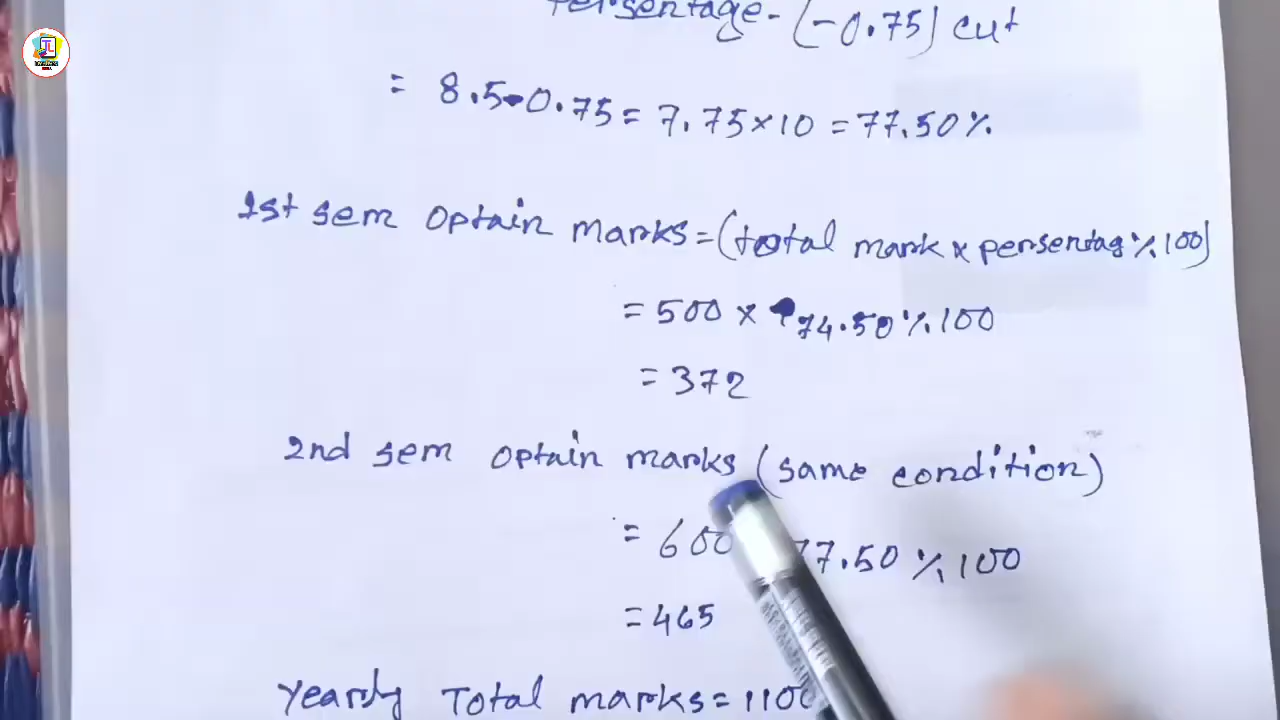 Persentage - (-0.75) cut
= 8.5-0.75 = 7.75×10 = 77.50%
1st sem optain marks = (total mark × persentag % 100)
= 500 × 74.50 % 100
= 372
2nd sem optain marks (same condition)
= 600 77.50 % 100
= 465
Yearly Total marks = 1100